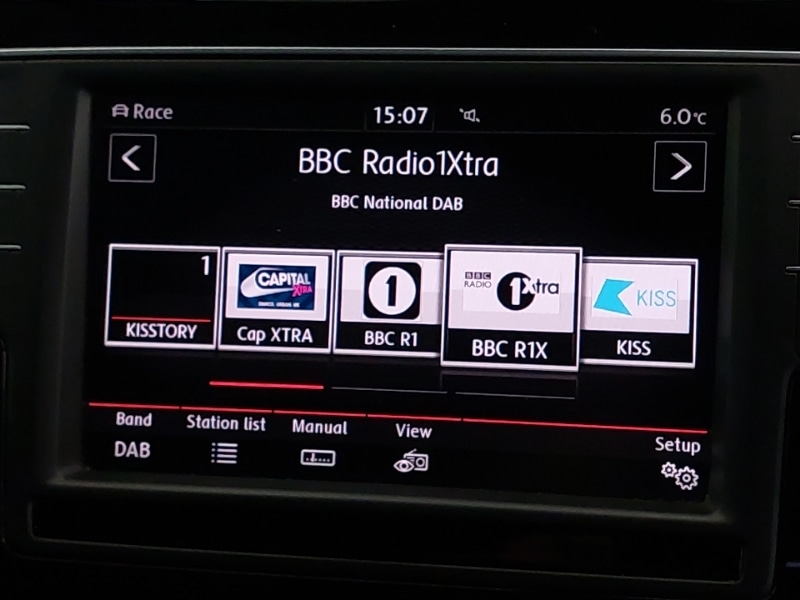 Race 15:07 6.0°C
BBC Radio1Xtra
BBC National DAB
1
KISSTORY
CAPITAL
XTRA
Cap XTRA
1
BBC R1
BBC
RADIO
1Xtra
BBC R1X
KISS
KISS
Band Station list Manual View Setup
DAB